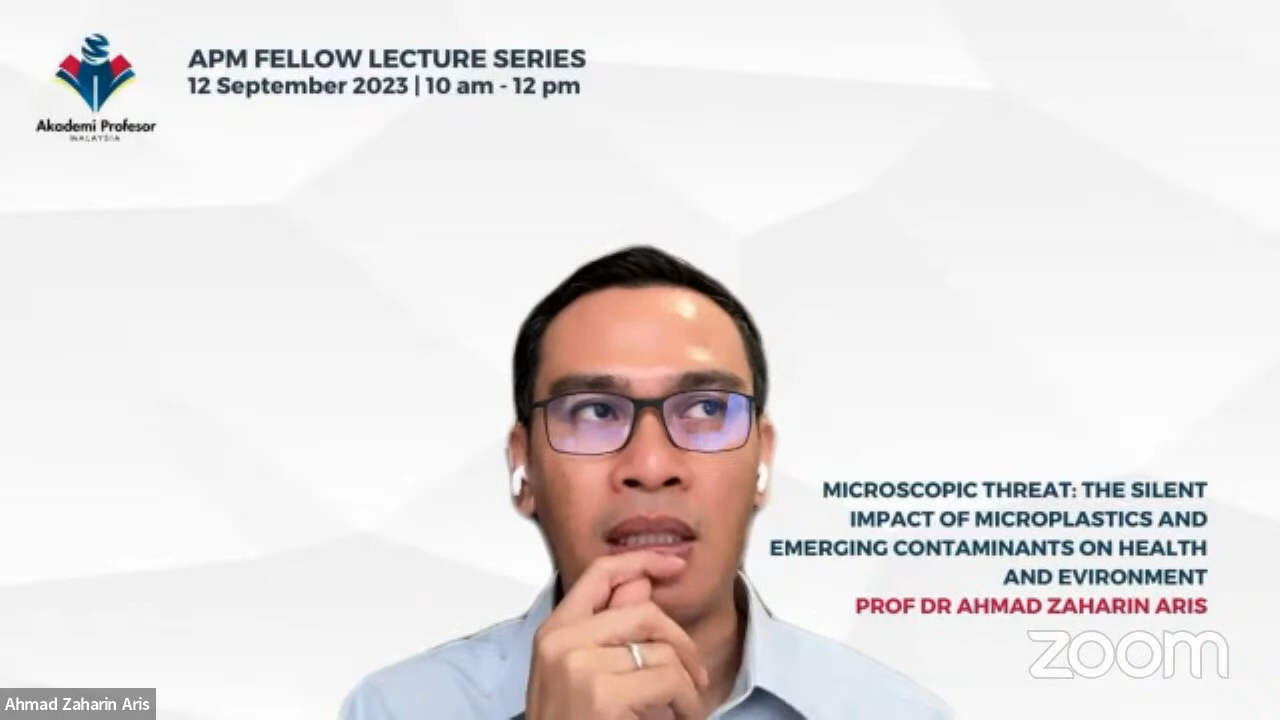 APM FELLOW LECTURE SERIES
12 September 2023 | 10 am - 12 pm
Akademi Profesor
MALAYSIA
MICROSCOPIC THREAT: THE SILENT
IMPACT OF MICROPLASTICS AND
EMERGING CONTAMINANTS ON HEALTH
AND EVIRONMENT
PROF DR AHMAD ZAHARIN ARIS
zoom
Ahmad Zaharin Aris